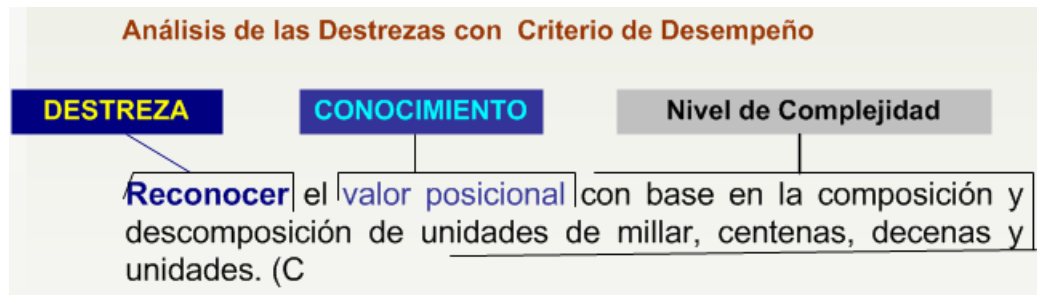 Análisis de las Destrezas con Criterio de Desempeño
DESTREZA
CONOCIMIENTO
Nivel de Complejidad
Reconocer el valor posicional con base en la composición y
descomposición de unidades de millar, centenas, decenas y
unidades. (C